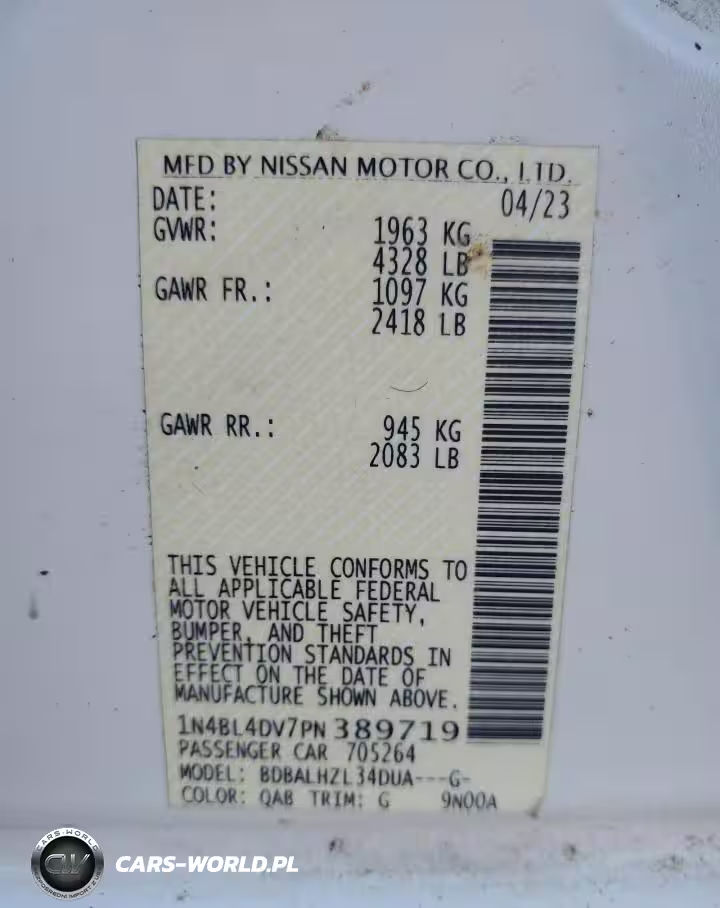 MFD BY NISSAN MOTOR CO., LTD.
DATE: 04/23
GVWR: 1963 KG
4328 LB
GAWR FR.: 1097 KG
2418 LB
GAWR RR.: 945 KG
2083 LB
THIS VEHICLE CONFORMS TO
ALL APPLICABLE FEDERAL
MOTOR VEHICLE SAFETY,
BUMPER, AND THEFT
PREVENTION STANDARDS IN
EFFECT ON THE DATE OF
MANUFACTURE SHOWN ABOVE.
1N4BL4DV7PN389719
PASSENGER CAR 705264
MODEL: BDBALHZL34DUA---G-
COLOR: QAB TRIM: G 9N00A
CARS-WORLD
CW
CARS-WORLD.PL